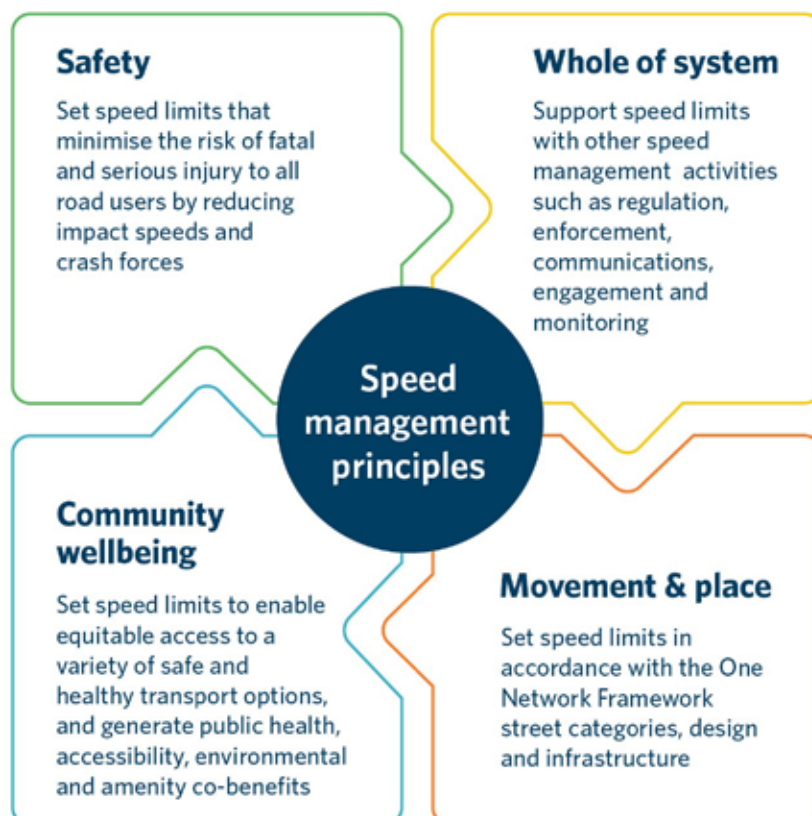 Safety
Set speed limits that
minimise the risk of fatal
and serious injury to all
road users by reducing
impact speeds and
crash forces
Whole of system
Support speed limits
with other speed
management activities
such as regulation,
enforcement,
communications,
engagement and
monitoring
Speed
management
principles
Community
wellbeing
Set speed limits to enable
equitable access to a
variety of safe and
healthy transport options,
and generate public health,
accessibility, environmental
and amenity co-benefits
Movement & place
Set speed limits in
accordance with the One
Network Framework
street categories, design
and infrastructure